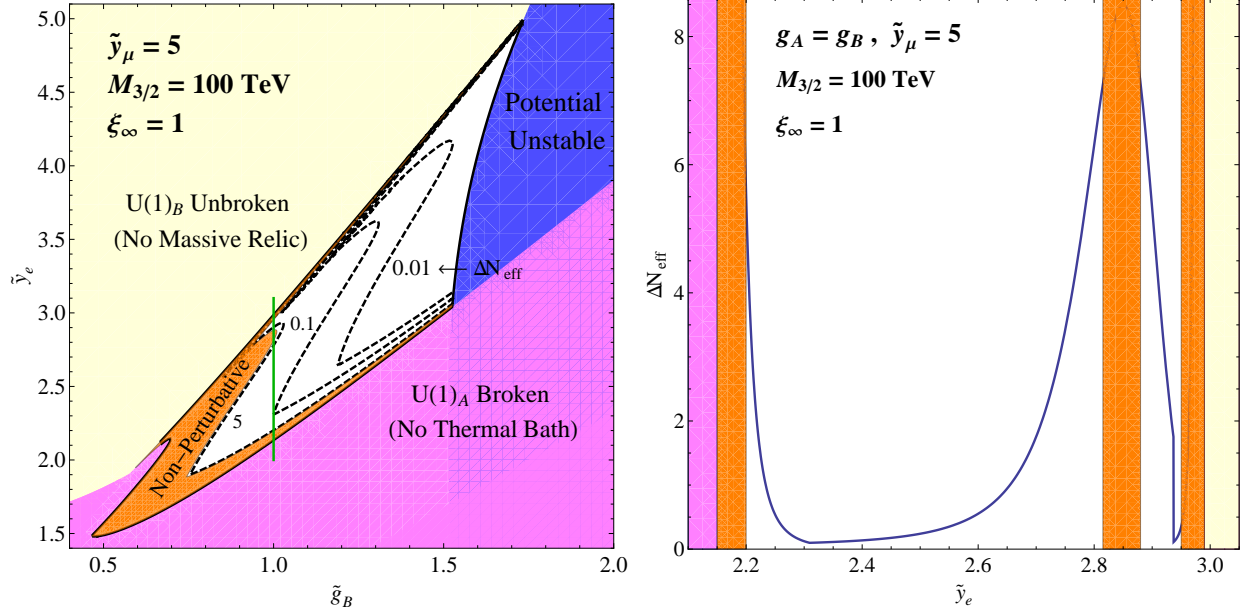 ỹ_μ = 5
M_{3/2} = 100 TeV
ξ_∞ = 1
U(1)_B Unbroken
(No Massive Relic)
Potential
Unstable
0.01 ← ΔN_eff
0.1
5
Non-Perturbative
U(1)_A Broken
(No Thermal Bath)
5.0
4.5
4.0
3.5
3.0
2.5
2.0
1.5
ỹ_e
0.5
1.0
1.5
2.0
g̃_B
g_A = g_B , ỹ_μ = 5
M_{3/2} = 100 TeV
ξ_∞ = 1
8
6
4
2
0
ΔN_eff
2.2
2.4
2.6
2.8
3.0
ỹ_e